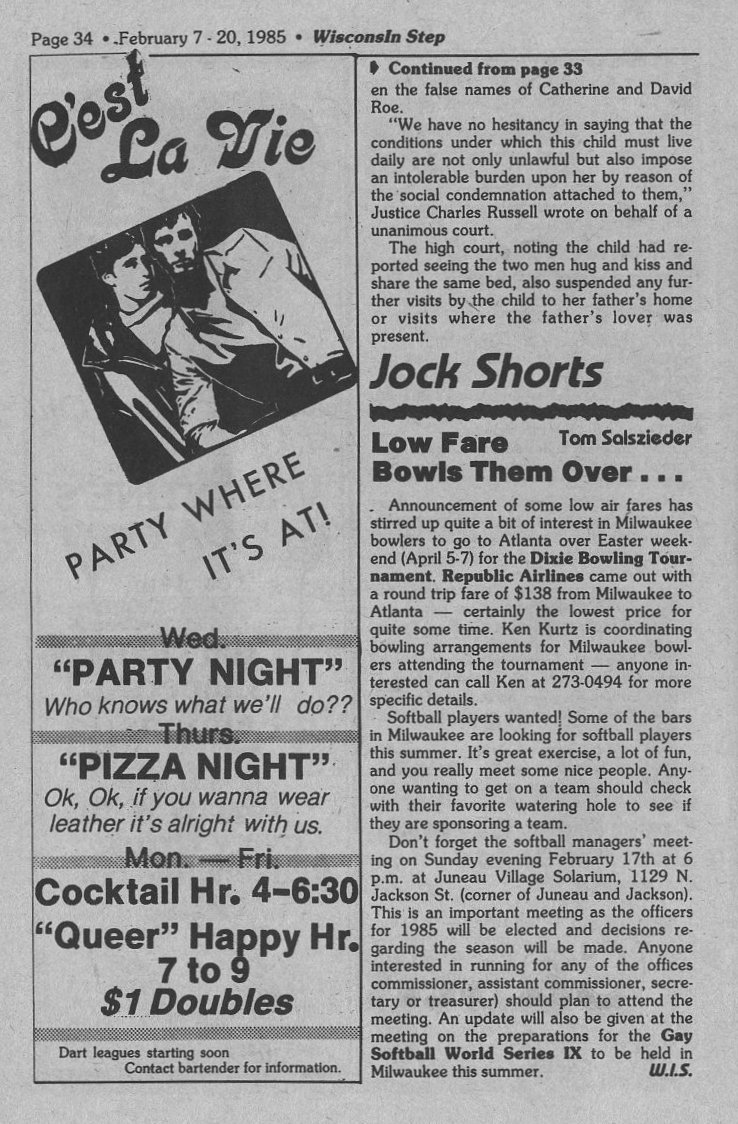 Page 34 • February 7 - 20, 1985 • WisconsIn Step
C'est
La Vie
PARTY WHERE
IT'S AT!
Wed.
“PARTY NIGHT”
Who knows what we'll do??
Thurs.
“PIZZA NIGHT”
Ok, Ok, if you wanna wear
leather it's alright with us.
Mon. — Fri.
Cocktail Hr. 4–6:30
“Queer” Happy Hr.
7 to 9
$1 Doubles
Dart leagues starting soon
Contact bartender for information.
Continued from page 33
en the false names of Catherine and David
Roe.
“We have no hesitancy in saying that the
conditions under which this child must live
daily are not only unlawful but also impose
an intolerable burden upon her by reason of
the social condemnation attached to them,”
Justice Charles Russell wrote on behalf of a
unanimous court.
The high court, noting the child had re-
ported seeing the two men hug and kiss and
share the same bed, also suspended any fur-
ther visits by the child to her father's home
or visits where the father's lover was
present.
Jock Shorts
Low Fare Tom Salszieder
Bowls Them Over . . .
Announcement of some low air fares has
stirred up quite a bit of interest in Milwaukee
bowlers to go to Atlanta over Easter week-
end (April 5-7) for the Dixie Bowling Tour-
nament. Republic Airlines came out with
a round trip fare of $138 from Milwaukee to
Atlanta — certainly the lowest price for
quite some time. Ken Kurtz is coordinating
bowling arrangements for Milwaukee bowl-
ers attending the tournament — anyone in-
terested can call Ken at 273-0494 for more
specific details.
Softball players wanted! Some of the bars
in Milwaukee are looking for softball players
this summer. It's great exercise, a lot of fun,
and you really meet some nice people. Any-
one wanting to get on a team should check
with their favorite watering hole to see if
they are sponsoring a team.
Don't forget the softball managers' meet-
ing on Sunday evening February 17th at 6
p.m. at Juneau Village Solarium, 1129 N.
Jackson St. (corner of Juneau and Jackson).
This is an important meeting as the officers
for 1985 will be elected and decisions re-
garding the season will be made. Anyone
interested in running for any of the offices
commissioner, assistant commissioner, secre-
tary or treasurer) should plan to attend the
meeting. An update will also be given at the
meeting on the preparations for the Gay
Softball World Series IX to be held in
Milwaukee this summer. W.I.S.